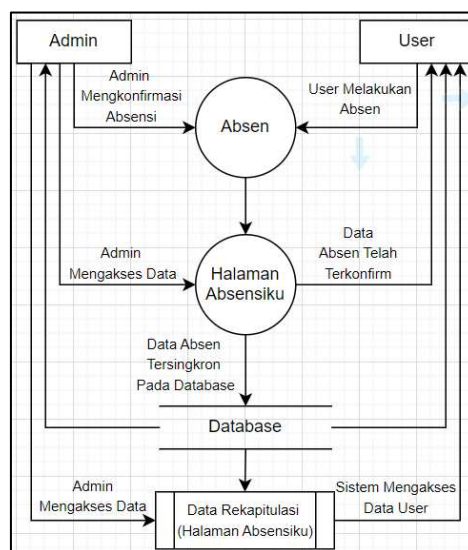 Admin
User
Admin
Mengkonfirmasi
Absensi
User Melakukan
Absen
Absen
Admin
Mengakses Data
Halaman
Absensiku
Data
Absen Telah
Terkonfirm
Data Absen
Tersingkron
Pada Database
Database
Admin
Mengakses Data
Data Rekapitulasi
(Halaman Absensiku)
Sistem Mengakses
Data User